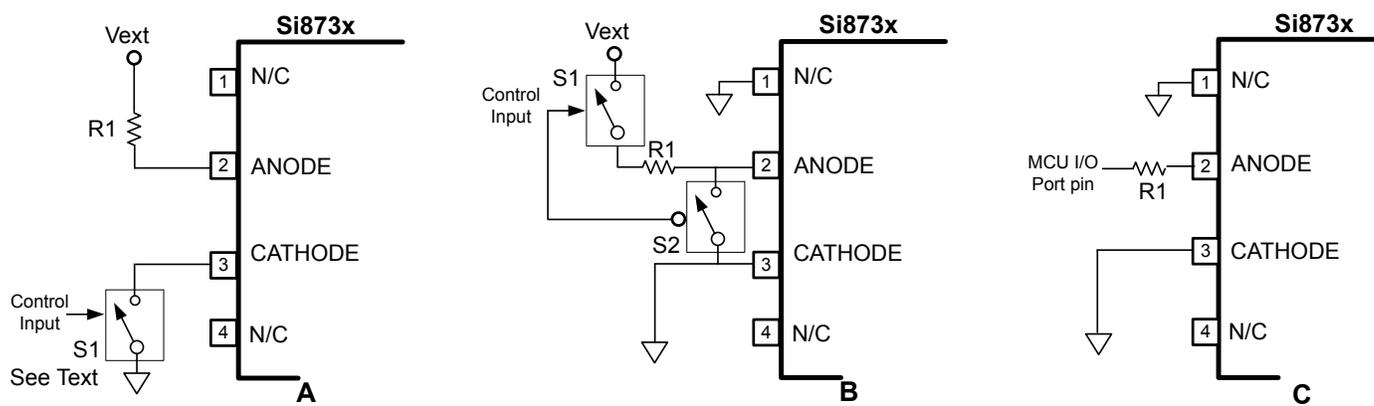 Si873x
Vext
R1
1
N/C
2
ANODE
3
CATHODE
Control
Input
S1
See Text
4
N/C
A
Si873x
Vext
S1
Control
Input
R1
1
N/C
2
ANODE
S2
3
CATHODE
4
N/C
B
Si873x
1
N/C
MCU I/O
Port pin
R1
2
ANODE
3
CATHODE
4
N/C
C